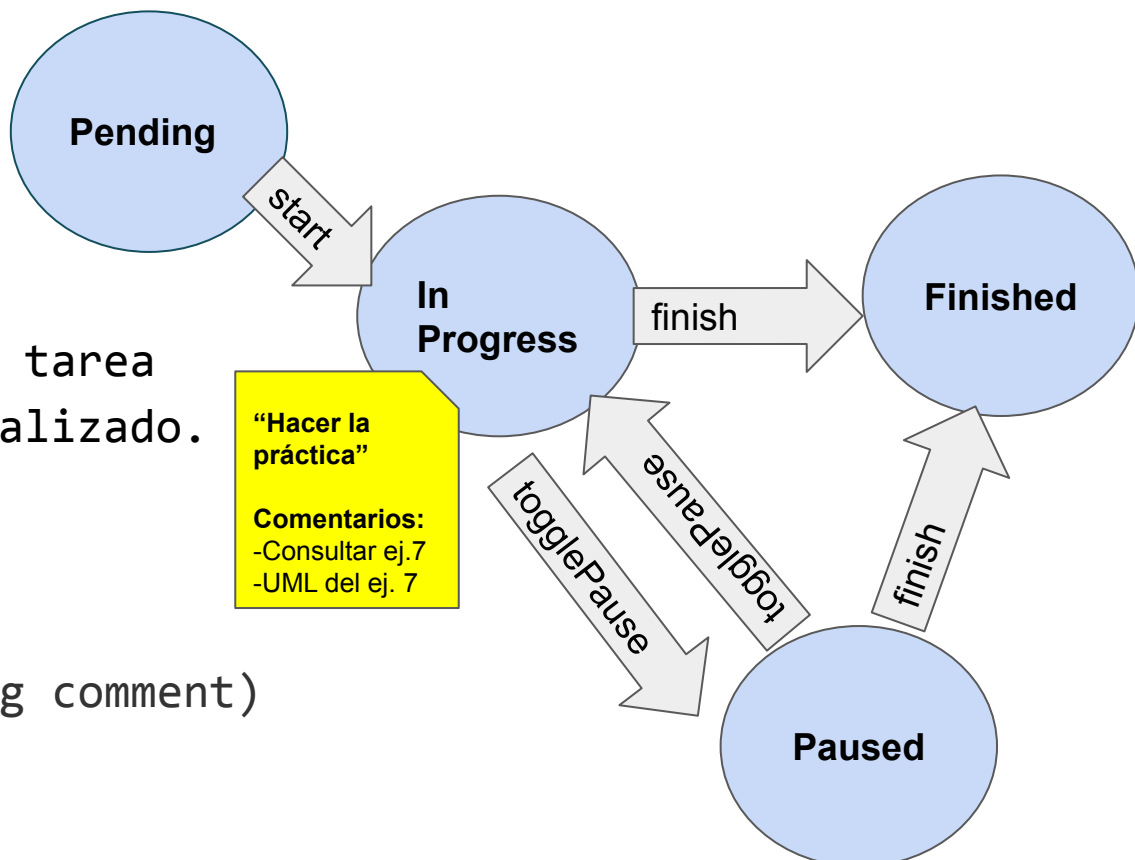 Pending
start
In
Progress
finish
Finished
tarea
alizado.
“Hacer la
práctica”
Comentarios:
-Consultar ej.7
-UML del ej. 7
togglePause
togglePause
finish
g comment)
Paused